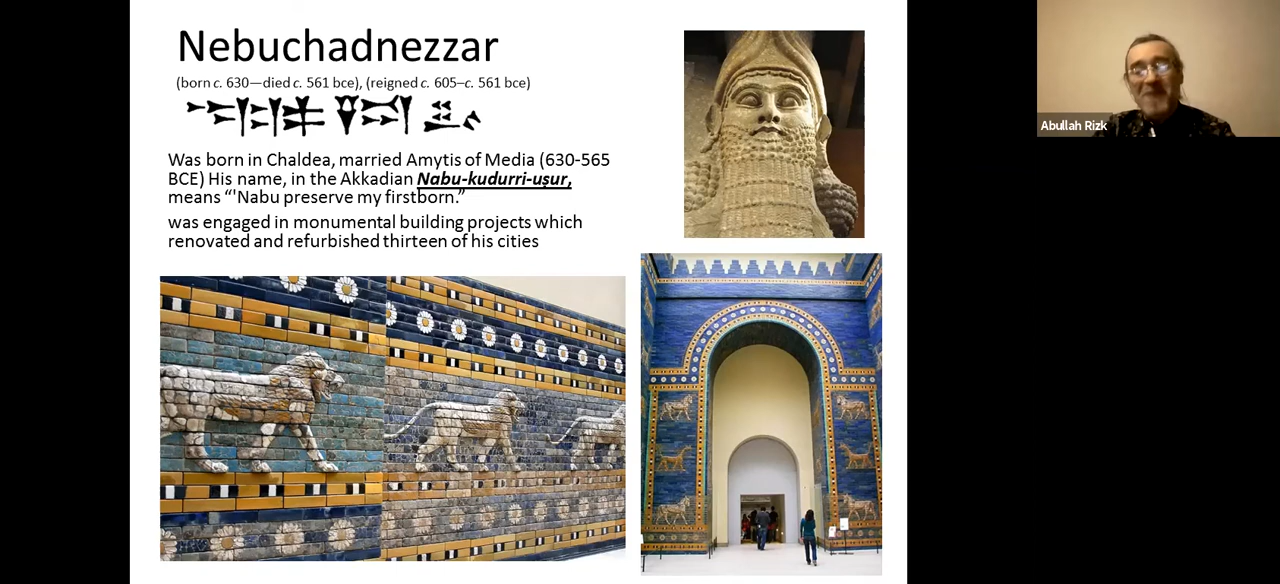 Nebuchadnezzar
(born c. 630—died c. 561 bce), (reigned c. 605–c. 561 bce)
Was born in Chaldea, married Amytis of Media (630-565
BCE) His name, in the Akkadian Nabu-kudurri-uṣur,
means “'Nabu preserve my firstborn.”
was engaged in monumental building projects which
renovated and refurbished thirteen of his cities
Abullah Rizk